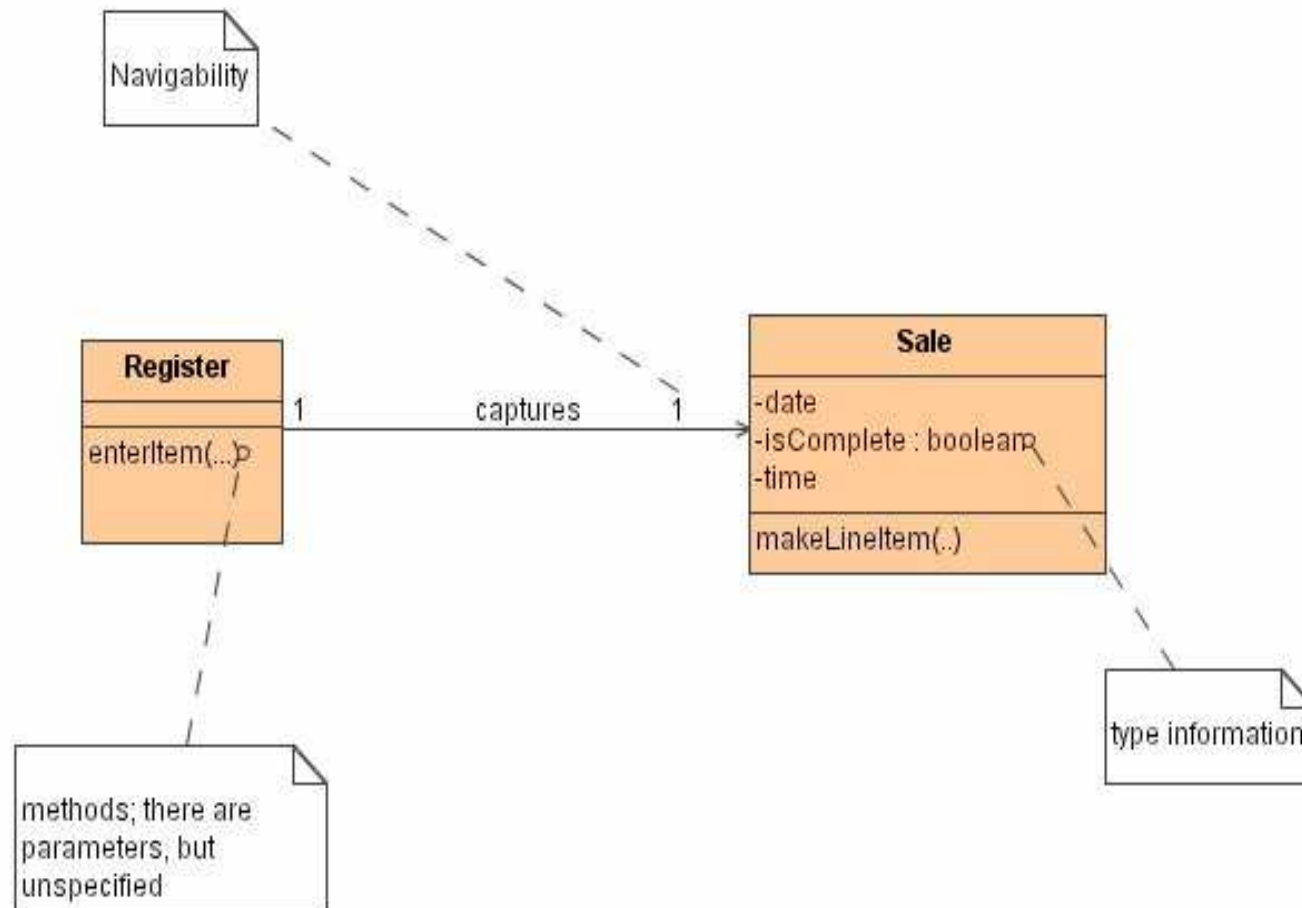 Navigability
Register
enterItem(...)
1
captures
1
Sale
-date
-isComplete : boolean
-time
makeLineItem(..)
type information
methods; there are
parameters, but
unspecified